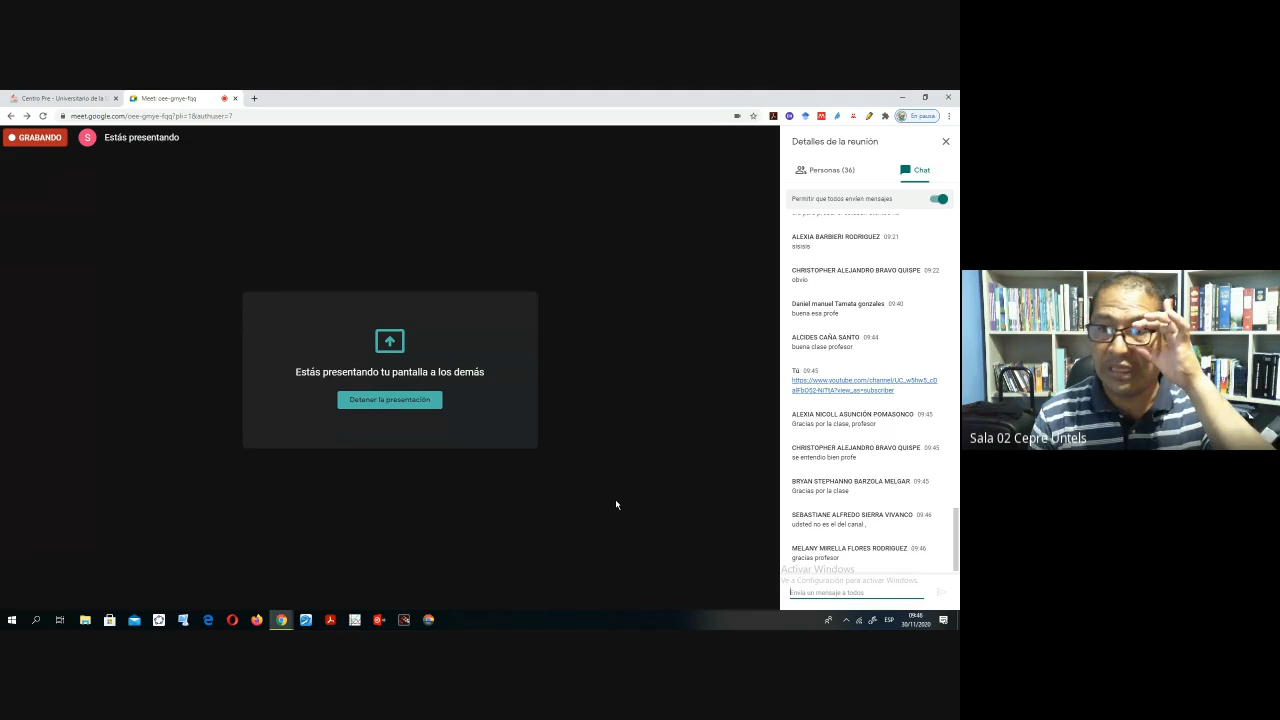 Centro Pre - Universitario de la U
Meet: oee-gmye-fqq
meet.google.com/oee-gmye-fqq?pli=1&authuser=7
En pausa
GRABANDO
S
Estás presentando
Detalles de la reunión
Personas (36)
Chat
Permitir que todos envíen mensajes
ALEXIA BARBIERI RODRIGUEZ 09:21
sisisis
CHRISTOPHER ALEJANDRO BRAVO QUISPE 09:22
obvio
Daniel manuel Tamata gonzales 09:40
buena esa profe
ALCIDES CAÑA SANTO 09:44
buena clase profesor
Tú 09:45
ALEXIA NICOLL ASUNCIÓN POMASONCO 09:45
Gracias por la clase, profesor
CHRISTOPHER ALEJANDRO BRAVO QUISPE 09:45
se entendio bien profe
BRYAN STEPHANNO BARZOLA MELGAR 09:45
Gracias por la clase
SEBASTIANE ALFREDO SIERRA VIVANCO 09:46
udsted no es el del canal ,
MELANY MIRELLA FLORES RODRIGUEZ 09:46
gracias profesor
Activar Windows
Ve a Configuración para activar Windows.
Envía un mensaje a todos
Estás presentando tu pantalla a los demás
Detener la presentación
Sala 02 Cepre Untels
ESP
09:46
30/11/2020